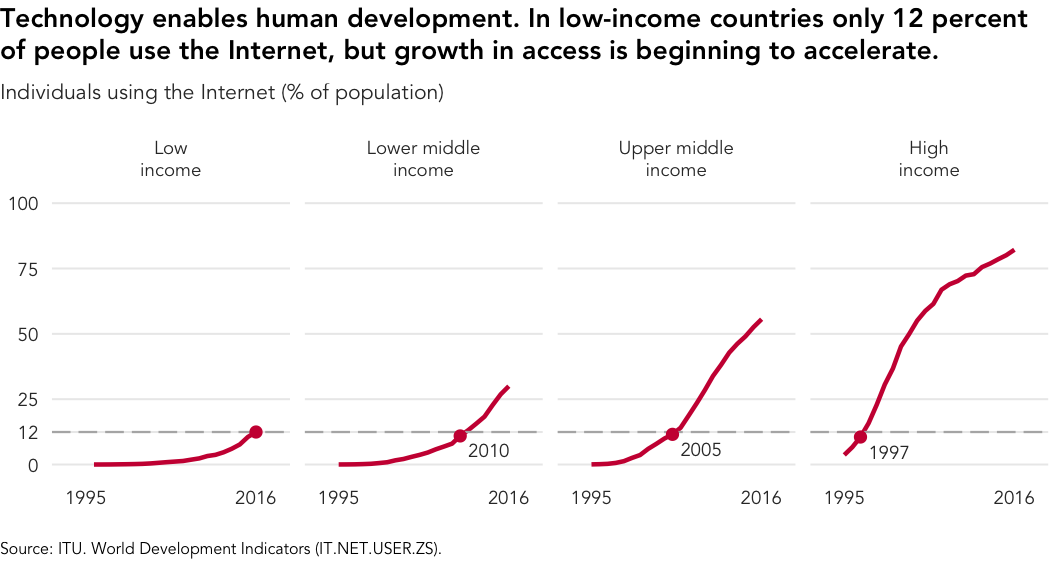 Technology enables human development. In low-income countries only 12 percent
of people use the Internet, but growth in access is beginning to accelerate.
Individuals using the Internet (% of population)
Low
income
Lower middle
income
Upper middle
income
High
income
100
75
50
25
12
0
2010
2005
1997
1995
2016
1995
2016
1995
2016
1995
2016
Source: ITU. World Development Indicators (IT.NET.USER.ZS).